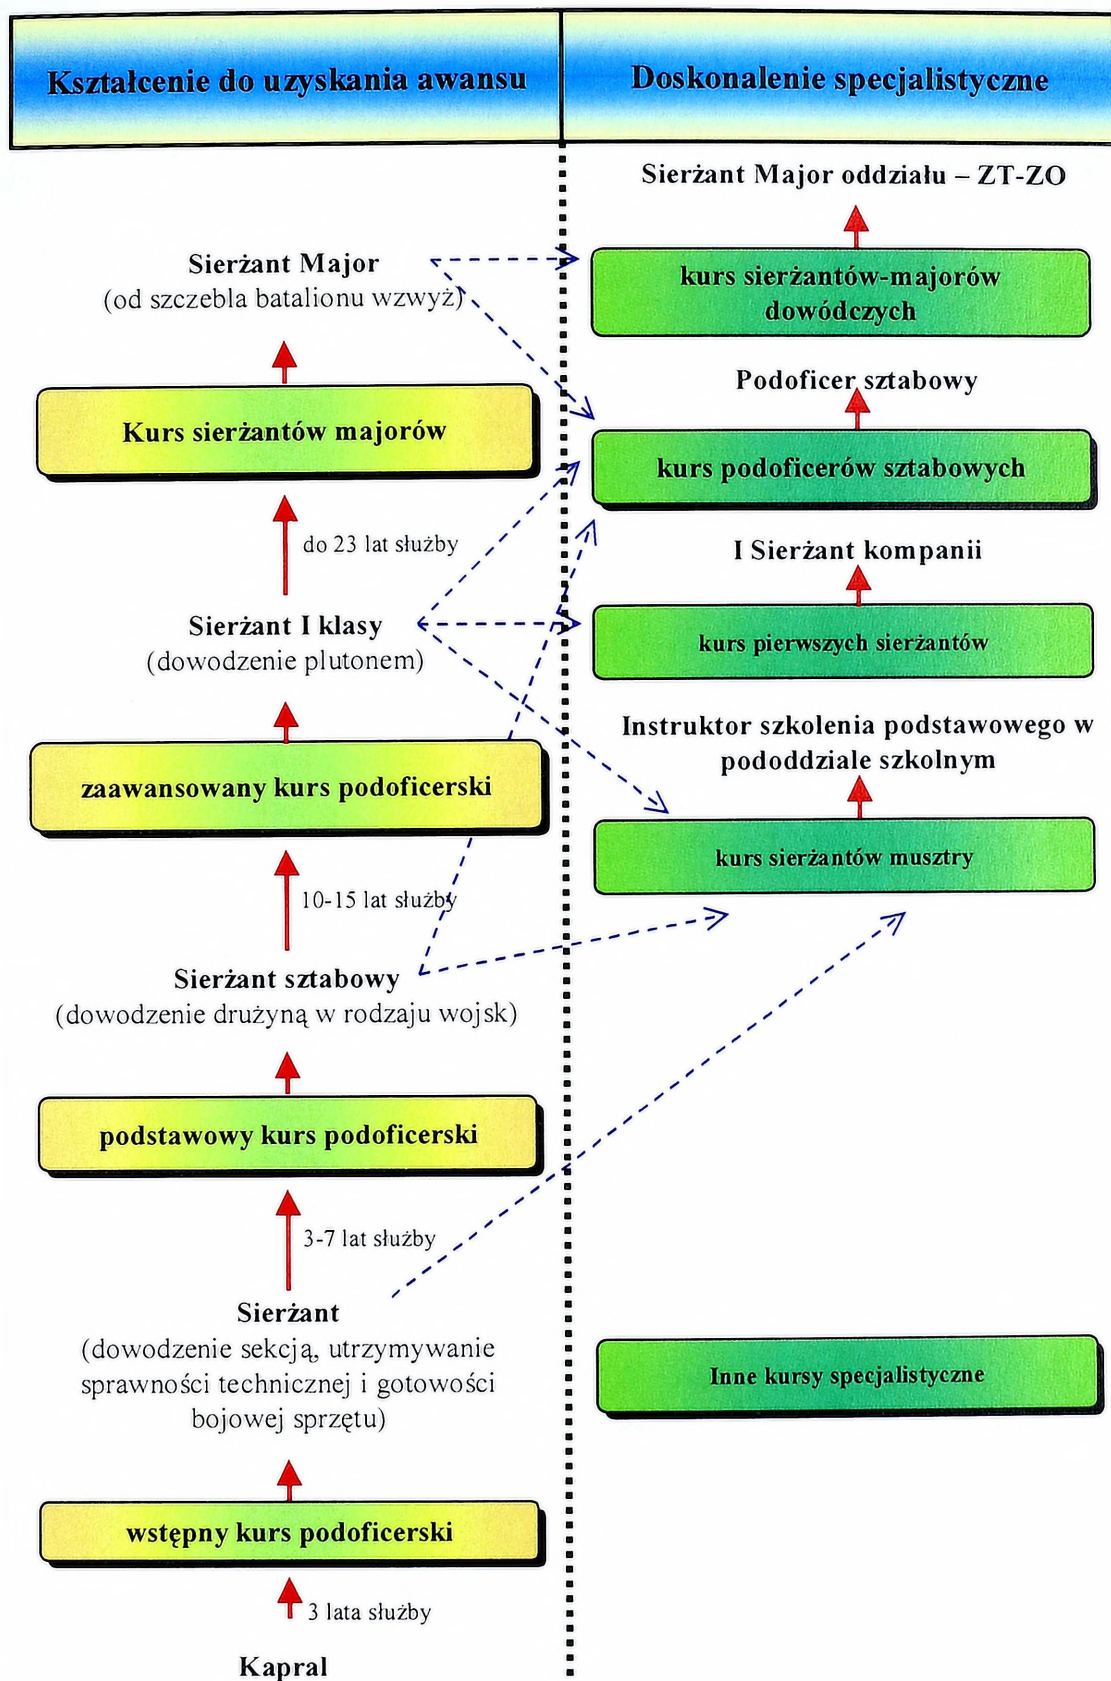 Kształcenie do uzyskania awansu
Doskonalenie specjalistyczne
Sierżant Major
(od szczebla batalionu wzwyż)
Kurs sierżantów majorów
do 23 lat służby
Sierżant I klasy
(dowodzenie plutonem)
zaawansowany kurs podoficerski
10-15 lat służby
Sierżant sztabowy
(dowodzenie drużyną w rodzaju wojsk)
podstawowy kurs podoficerski
3-7 lat służby
Sierżant
(dowodzenie sekcją, utrzymywanie
sprawności technicznej i gotowości
bojowej sprzętu)
wstępny kurs podoficerski
3 lata służby
Kapral
Sierżant Major oddziału – ZT-ZO
kurs sierżantów-majorów
dowódczych
Podoficer sztabowy
kurs podoficerów sztabowych
I Sierżant kompanii
kurs pierwszych sierżantów
Instruktor szkolenia podstawowego w
pododdziale szkolnym
kurs sierżantów musztry
Inne kursy specjalistyczne